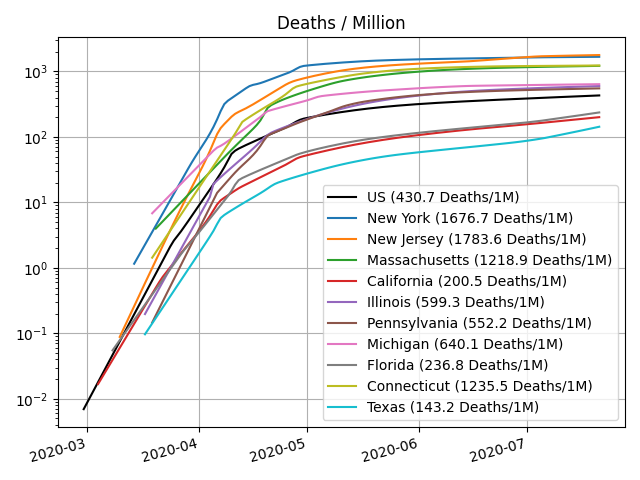 Deaths / Million
10³
10²
10¹
10⁰
10⁻¹
10⁻²
US (430.7 Deaths/1M)
New York (1676.7 Deaths/1M)
New Jersey (1783.6 Deaths/1M)
Massachusetts (1218.9 Deaths/1M)
California (200.5 Deaths/1M)
Illinois (599.3 Deaths/1M)
Pennsylvania (552.2 Deaths/1M)
Michigan (640.1 Deaths/1M)
Florida (236.8 Deaths/1M)
Connecticut (1235.5 Deaths/1M)
Texas (143.2 Deaths/1M)
2020-03 2020-04 2020-05 2020-06 2020-07